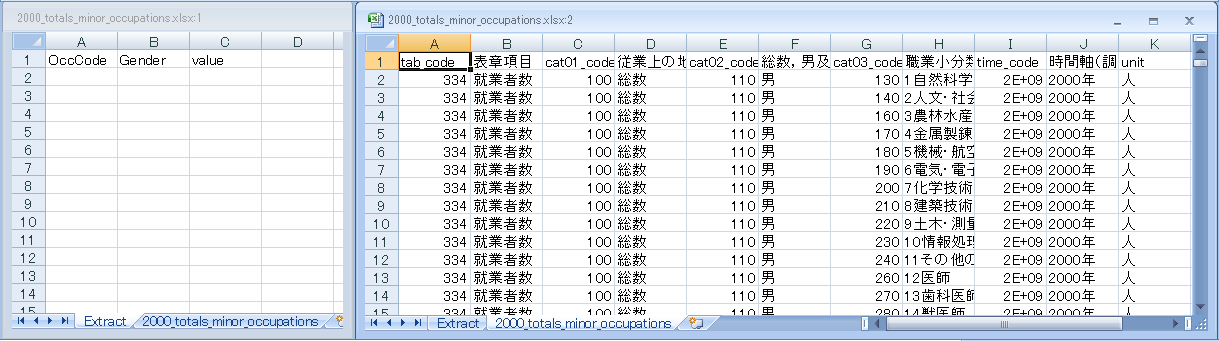 2000_totals_minor_occupations.xlsx:1
A B C D
1 OccCode Gender value
2
3
4
5
6
7
8
9
10
11
12
13
14
15
Extract 2000_totals_minor_occupations
2000_totals_minor_occupations.xlsx:2
A B C D E F G H I J K
1 tab_code 表章項目 cat01_code 従業上の地 cat02_code 総数，男及 cat03_code 職業小分類 time_code 時間軸(調 unit
2 334 就業者数 100 総数 110 男 130 1自然科学 2E+09 2000年 人
3 334 就業者数 100 総数 110 男 140 2人文・社会 2E+09 2000年 人
4 334 就業者数 100 総数 110 男 160 3農林水産 2E+09 2000年 人
5 334 就業者数 100 総数 110 男 170 4金属製錬 2E+09 2000年 人
6 334 就業者数 100 総数 110 男 180 5機械・航空 2E+09 2000年 人
7 334 就業者数 100 総数 110 男 190 6電気・電子 2E+09 2000年 人
8 334 就業者数 100 総数 110 男 200 7化学技術 2E+09 2000年 人
9 334 就業者数 100 総数 110 男 210 8建築技術 2E+09 2000年 人
10 334 就業者数 100 総数 110 男 220 9土木・測量 2E+09 2000年 人
11 334 就業者数 100 総数 110 男 230 10情報処理 2E+09 2000年 人
12 334 就業者数 100 総数 110 男 240 11その他の 2E+09 2000年 人
13 334 就業者数 100 総数 110 男 260 12医師 2E+09 2000年 人
14 334 就業者数 100 総数 110 男 270 13歯科医師 2E+09 2000年 人
15 334 就業者数 100 総数 110 男 280 14獣医師 2E+09 2000年 人
Extract 2000_totals_minor_occupations